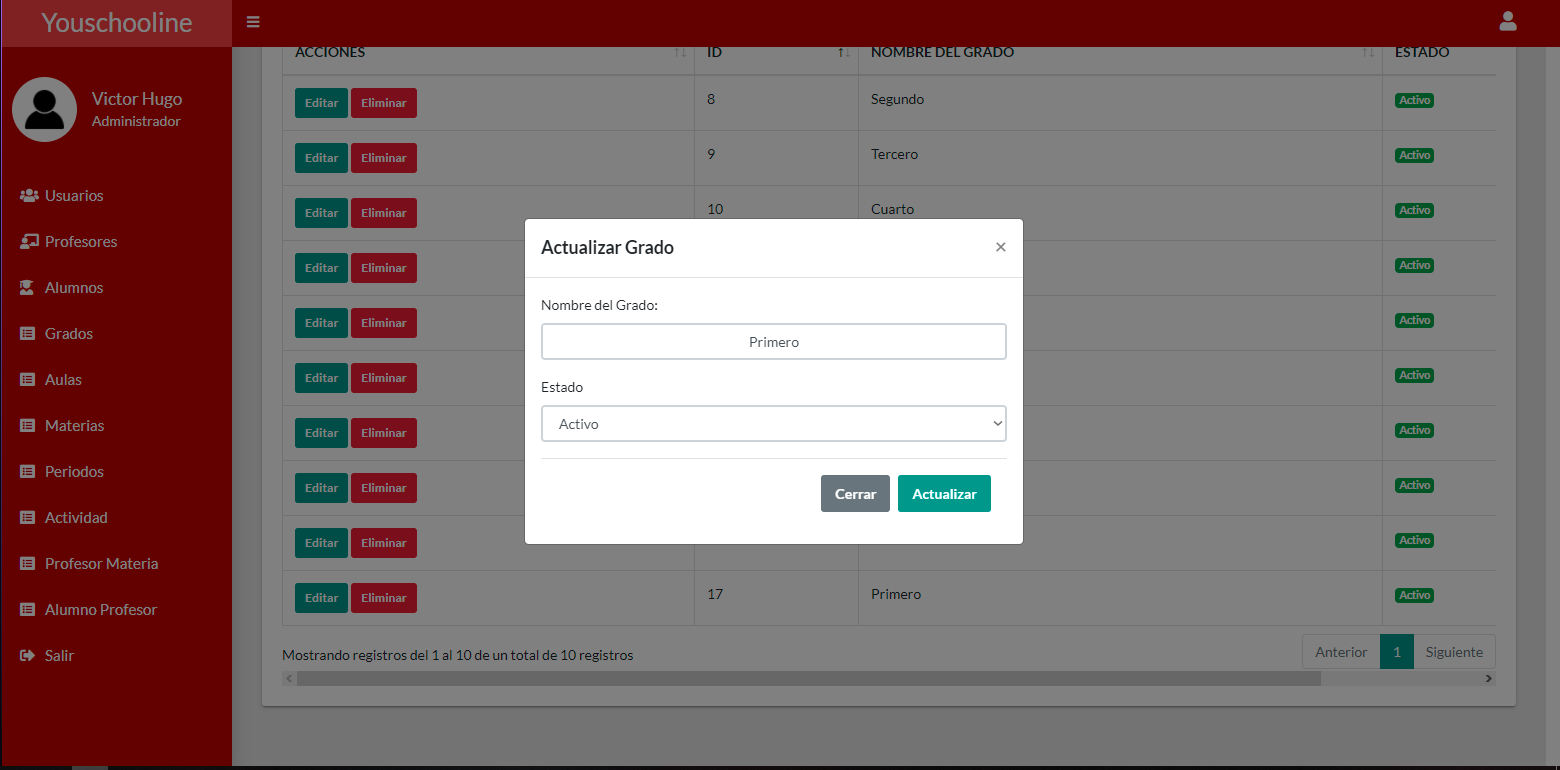 Youschooline
Victor Hugo
Administrador
Usuarios
Profesores
Alumnos
Grados
Aulas
Materias
Periodos
Actividad
Profesor Materia
Alumno Profesor
Salir
ACCIONES ID NOMBRE DEL GRADO ESTADO
Editar Eliminar 8 Segundo Activo
Editar Eliminar 9 Tercero Activo
Editar Eliminar 10 Cuarto Activo
Editar Eliminar Activo
Editar Eliminar Activo
Editar Eliminar Activo
Editar Eliminar Activo
Editar Eliminar Activo
Editar Eliminar Activo
Editar Eliminar 17 Primero Activo
Mostrando registros del 1 al 10 de un total de 10 registros
Anterior 1 Siguiente
Actualizar Grado ×
Nombre del Grado:
Primero
Estado
Activo
Cerrar Actualizar